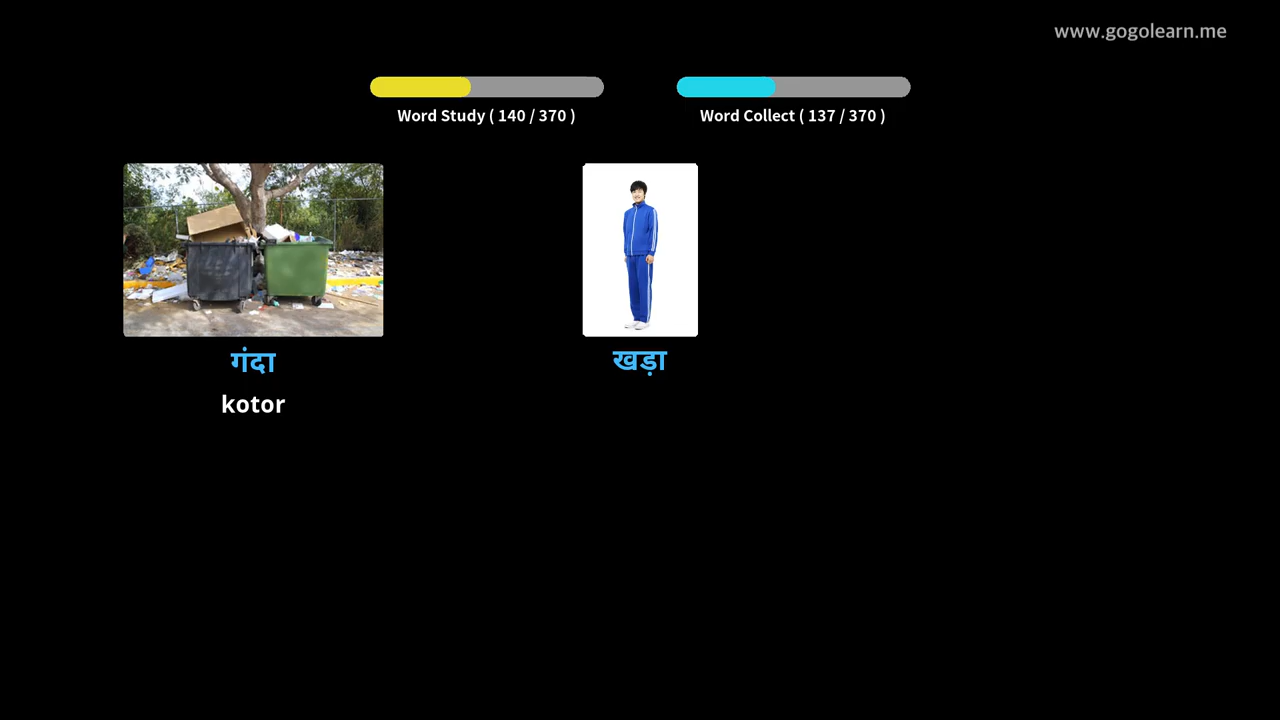 www.gogolearn.me
Word Study ( 140 / 370 )
Word Collect ( 137 / 370 )
गंदा
खड़ा
kotor